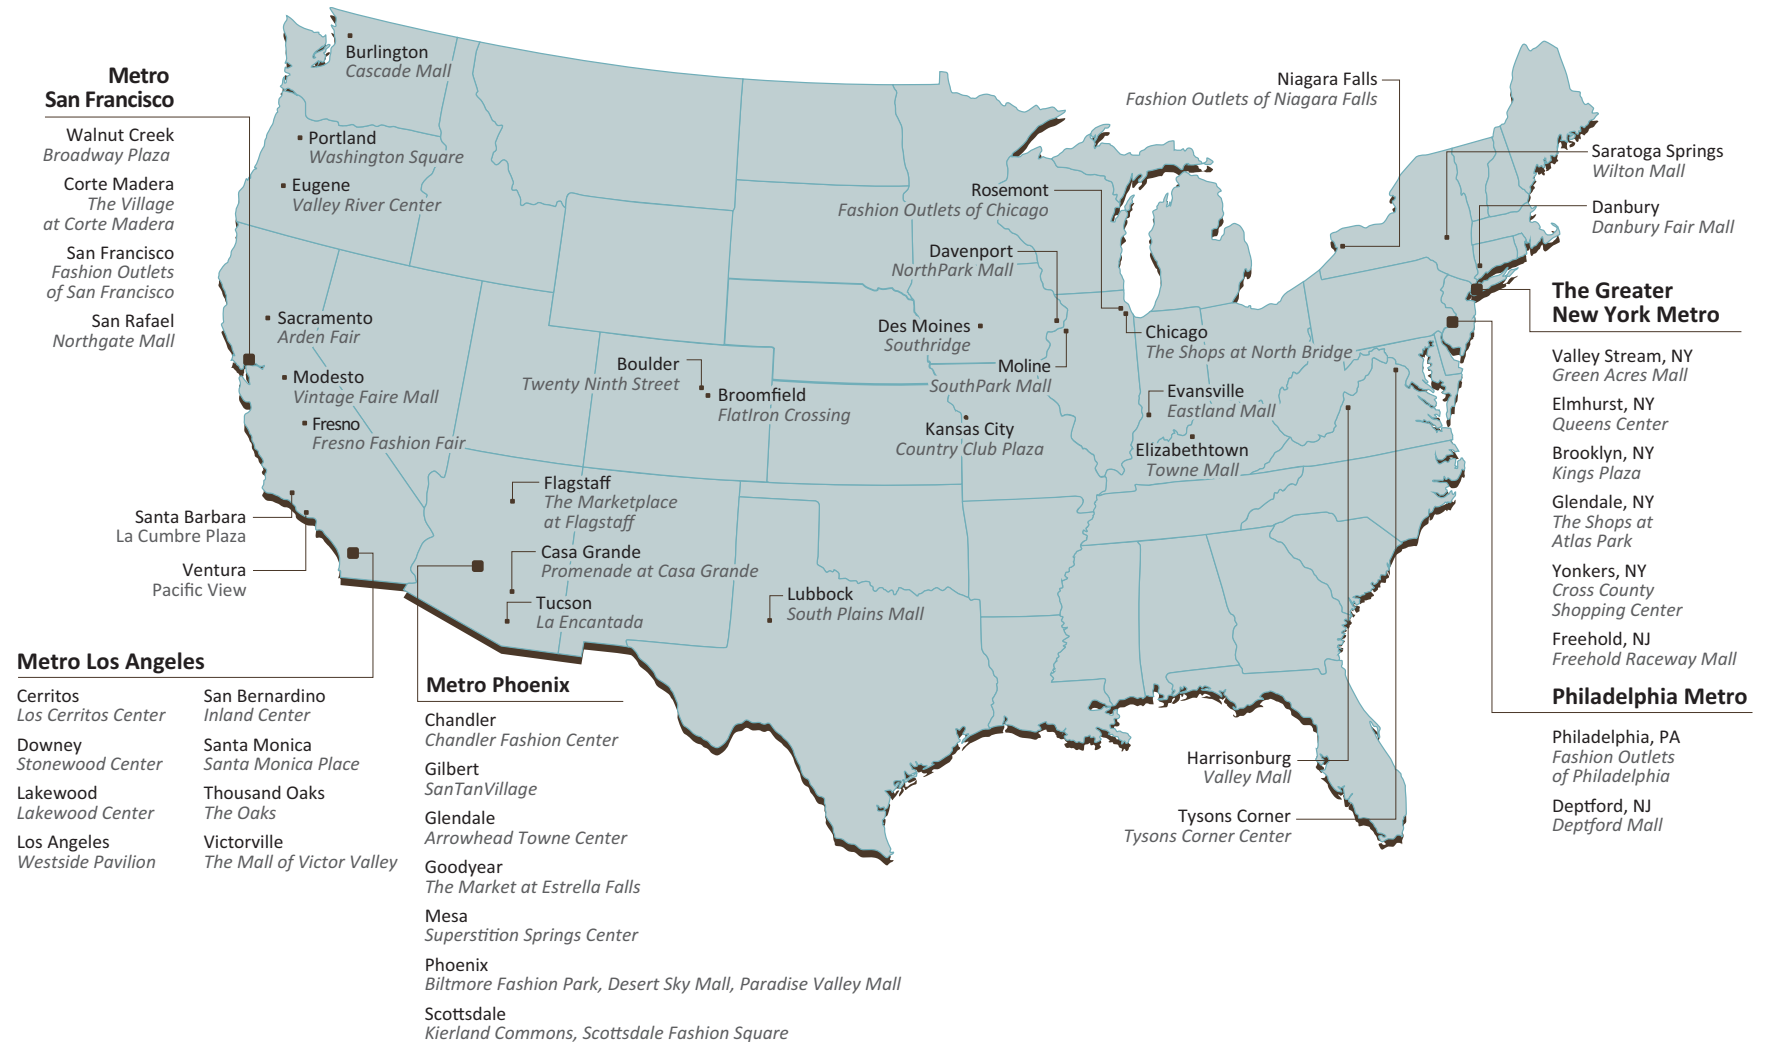 Metro
San Francisco
Walnut Creek
Broadway Plaza
Corte Madera
The Village
at Corte Madera
San Francisco
Fashion Outlets
of San Francisco
San Rafael
Northgate Mall
Burlington
Cascade Mall
Portland
Washington Square
Eugene
Valley River Center
Sacramento
Arden Fair
Modesto
Vintage Faire Mall
Fresno
Fresno Fashion Fair
Santa Barbara
La Cumbre Plaza
Ventura
Pacific View
Boulder
Twenty Ninth Street
Broomfield
FlatIron Crossing
Flagstaff
The Marketplace
at Flagstaff
Casa Grande
Promenade at Casa Grande
Tucson
La Encantada
Lubbock
South Plains Mall
Niagara Falls
Fashion Outlets of Niagara Falls
Rosemont
Fashion Outlets of Chicago
Davenport
NorthPark Mall
Des Moines
Southridge
Moline
SouthPark Mall
Chicago
The Shops at North Bridge
Evansville
Eastland Mall
Kansas City
Country Club Plaza
Elizabethtown
Towne Mall
Saratoga Springs
Wilton Mall
Danbury
Danbury Fair Mall
Harrisonburg
Valley Mall
Tysons Corner
Tysons Corner Center
The Greater
New York Metro
Valley Stream, NY
Green Acres Mall
Elmhurst, NY
Queens Center
Brooklyn, NY
Kings Plaza
Glendale, NY
The Shops at
Atlas Park
Yonkers, NY
Cross County
Shopping Center
Freehold, NJ
Freehold Raceway Mall
Philadelphia Metro
Philadelphia, PA
Fashion Outlets
of Philadelphia
Deptford, NJ
Deptford Mall
Metro Los Angeles
Cerritos
Los Cerritos Center
Downey
Stonewood Center
Lakewood
Lakewood Center
Los Angeles
Westside Pavilion
San Bernardino
Inland Center
Santa Monica
Santa Monica Place
Thousand Oaks
The Oaks
Victorville
The Mall of Victor Valley
Metro Phoenix
Chandler
Chandler Fashion Center
Gilbert
SanTanVillage
Glendale
Arrowhead Towne Center
Goodyear
The Market at Estrella Falls
Mesa
Superstition Springs Center
Phoenix
Biltmore Fashion Park, Desert Sky Mall, Paradise Valley Mall
Scottsdale
Kierland Commons, Scottsdale Fashion Square